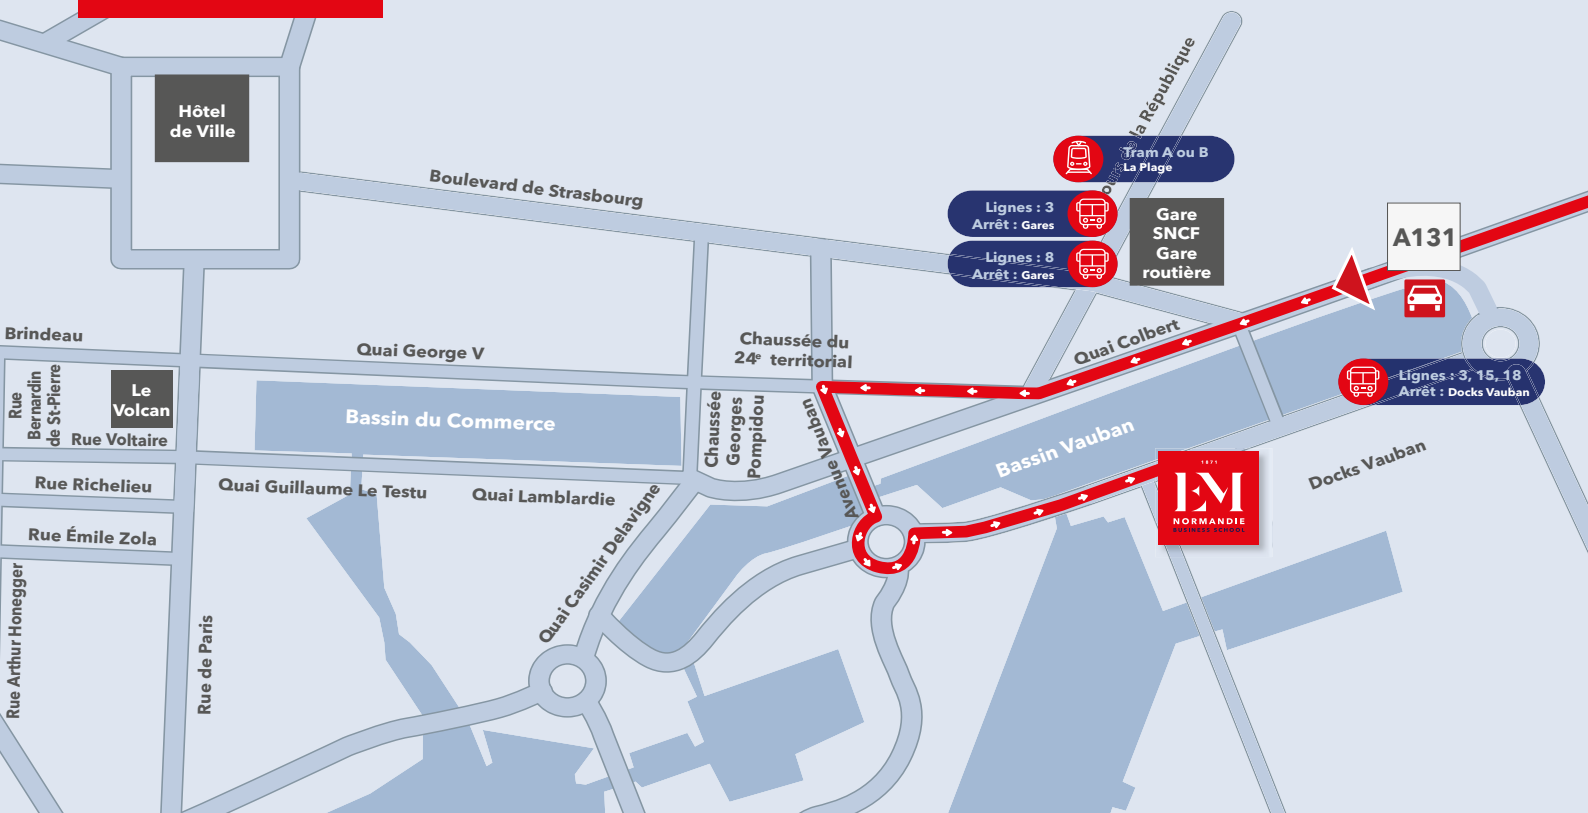 Hôtel
de Ville
Boulevard de Strasbourg
la République
Tram A ou B
La Plage
Lignes : 3
Arrêt : Gares
Lignes : 8
Arrêt : Gares
Gare
SNCF
Gare
routière
A131
Brindeau
Quai George V
Chaussée du
24e territorial
Quai Colbert
Lignes : 3, 15, 18
Arrêt : Docks Vauban
Rue
Bernardin
de St-Pierre
Le
Volcan
Rue Voltaire
Bassin du Commerce
Chaussée
Georges
Pompidou
Avenue Vauban
Bassin Vauban
Docks Vauban
Rue Richelieu
Quai Guillaume Le Testu
Quai Lamblardie
Rue Émile Zola
Quai Casimir Delavigne
1871
EM
NORMANDIE
BUSINESS SCHOOL
Rue Arthur Honegger
Rue de Paris